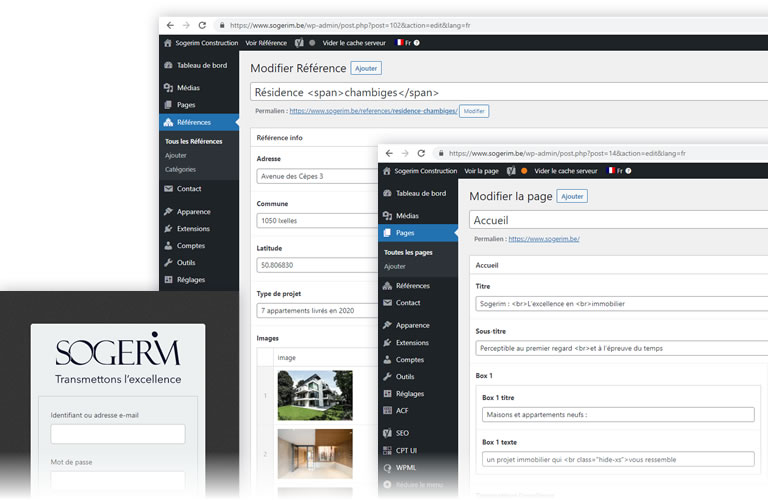 https://www.sogerim.be/wp-admin/post.php?post=102&action=edit&lang=fr
Sogerim Construction Voir Référence Vider le cache serveur Fr
Tableau de bord
Médias
Pages
Références
Tous les Références
Ajouter
Catégories
Contact
Apparence
Extensions
Comptes
Outils
Réglages
Modifier Référence Ajouter
Résidence <span>chambiges</span>
Permalien : https://www.sogerim.be/references/residence-chambiges/ Modifier
Référence info
Adresse
Avenue des Cèpes 3
Commune
1050 Ixelles
Latitude
50.806830
Type de projet
7 appartements livrés en 2020
Images
Image
1
2
https://www.sogerim.be/wp-admin/post.php?post=14&action=edit&lang=fr
Sogerim Construction Voir la page Vider le cache serveur Fr
Tableau de bord
Médias
Pages
Toutes les pages
Ajouter
Références
Contact
Apparence
Extensions
Comptes
Outils
Réglages
ACF
SEO
CPT UI
WPML
Réduire le menu
Modifier la page Ajouter
Accueil
Permalien : https://www.sogerim.be/
Accueil
Titre
Sogerim : <br>L'excellence en <br>immobilier
Sous-titre
Perceptible au premier regard <br>et à l'épreuve du temps
Box 1
Box 1 titre
Maisons et appartements neufs :
Box 1 texte
un projet immobilier qui <br class="hide-xs">vous ressemble
SOGERIM
Transmettons l'excellence
Identifiant ou adresse e-mail
Mot de passe